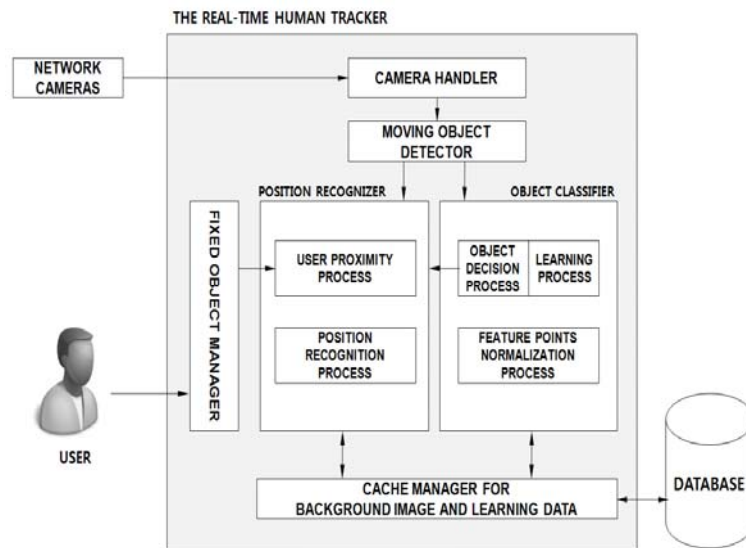 THE REAL-TIME HUMAN TRACKER
NETWORK
CAMERAS
CAMERA HANDLER
MOVING OBJECT
DETECTOR
POSITION RECOGNIZER
OBJECT CLASSIFIER
FIXED OBJECT MANAGER
USER PROXIMITY
PROCESS
OBJECT
DECISION
PROCESS
LEARNING
PROCESS
POSITION
RECOGNITION
PROCESS
FEATURE POINTS
NORMALIZATION
PROCESS
USER
CACHE MANAGER FOR
BACKGROUND IMAGE AND LEARNING DATA
DATABASE